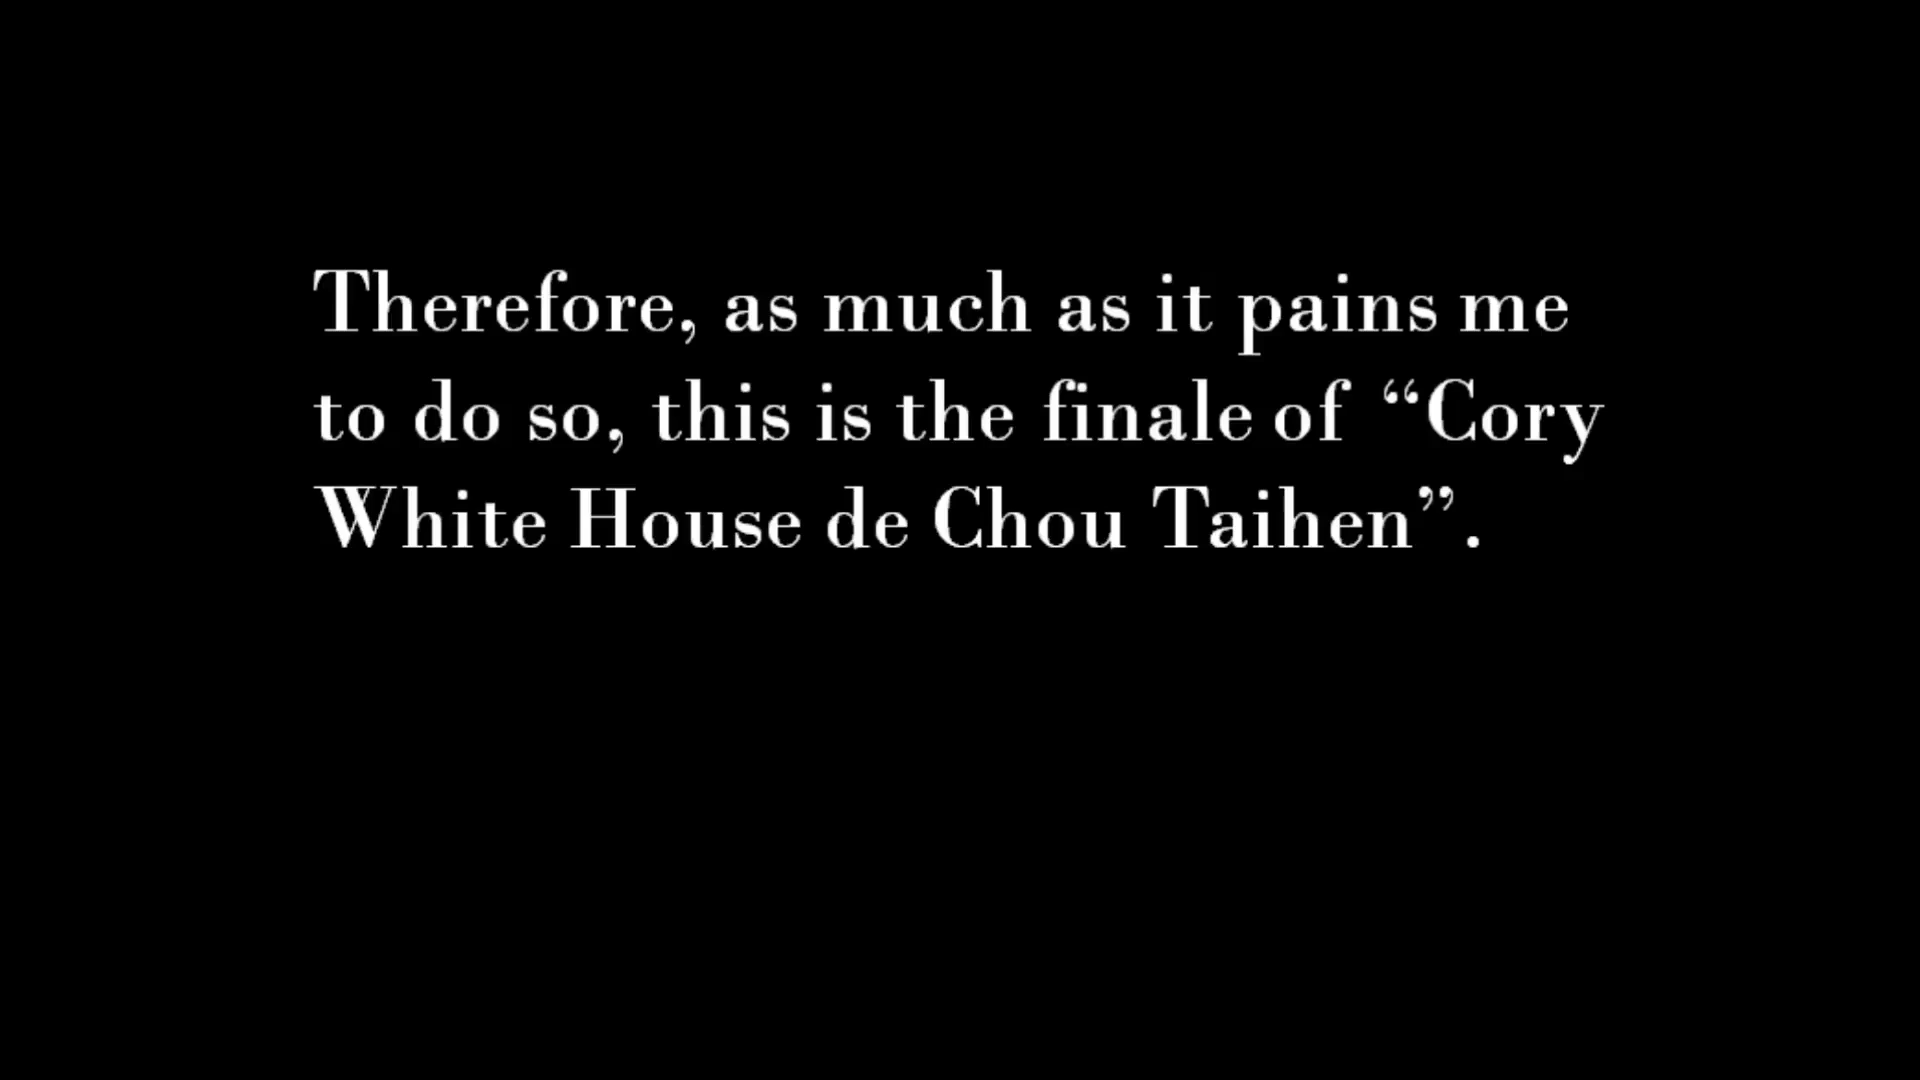 Therefore, as much as it pains me
to do so, this is the finale of “Cory
White House de Chou Taihen”.